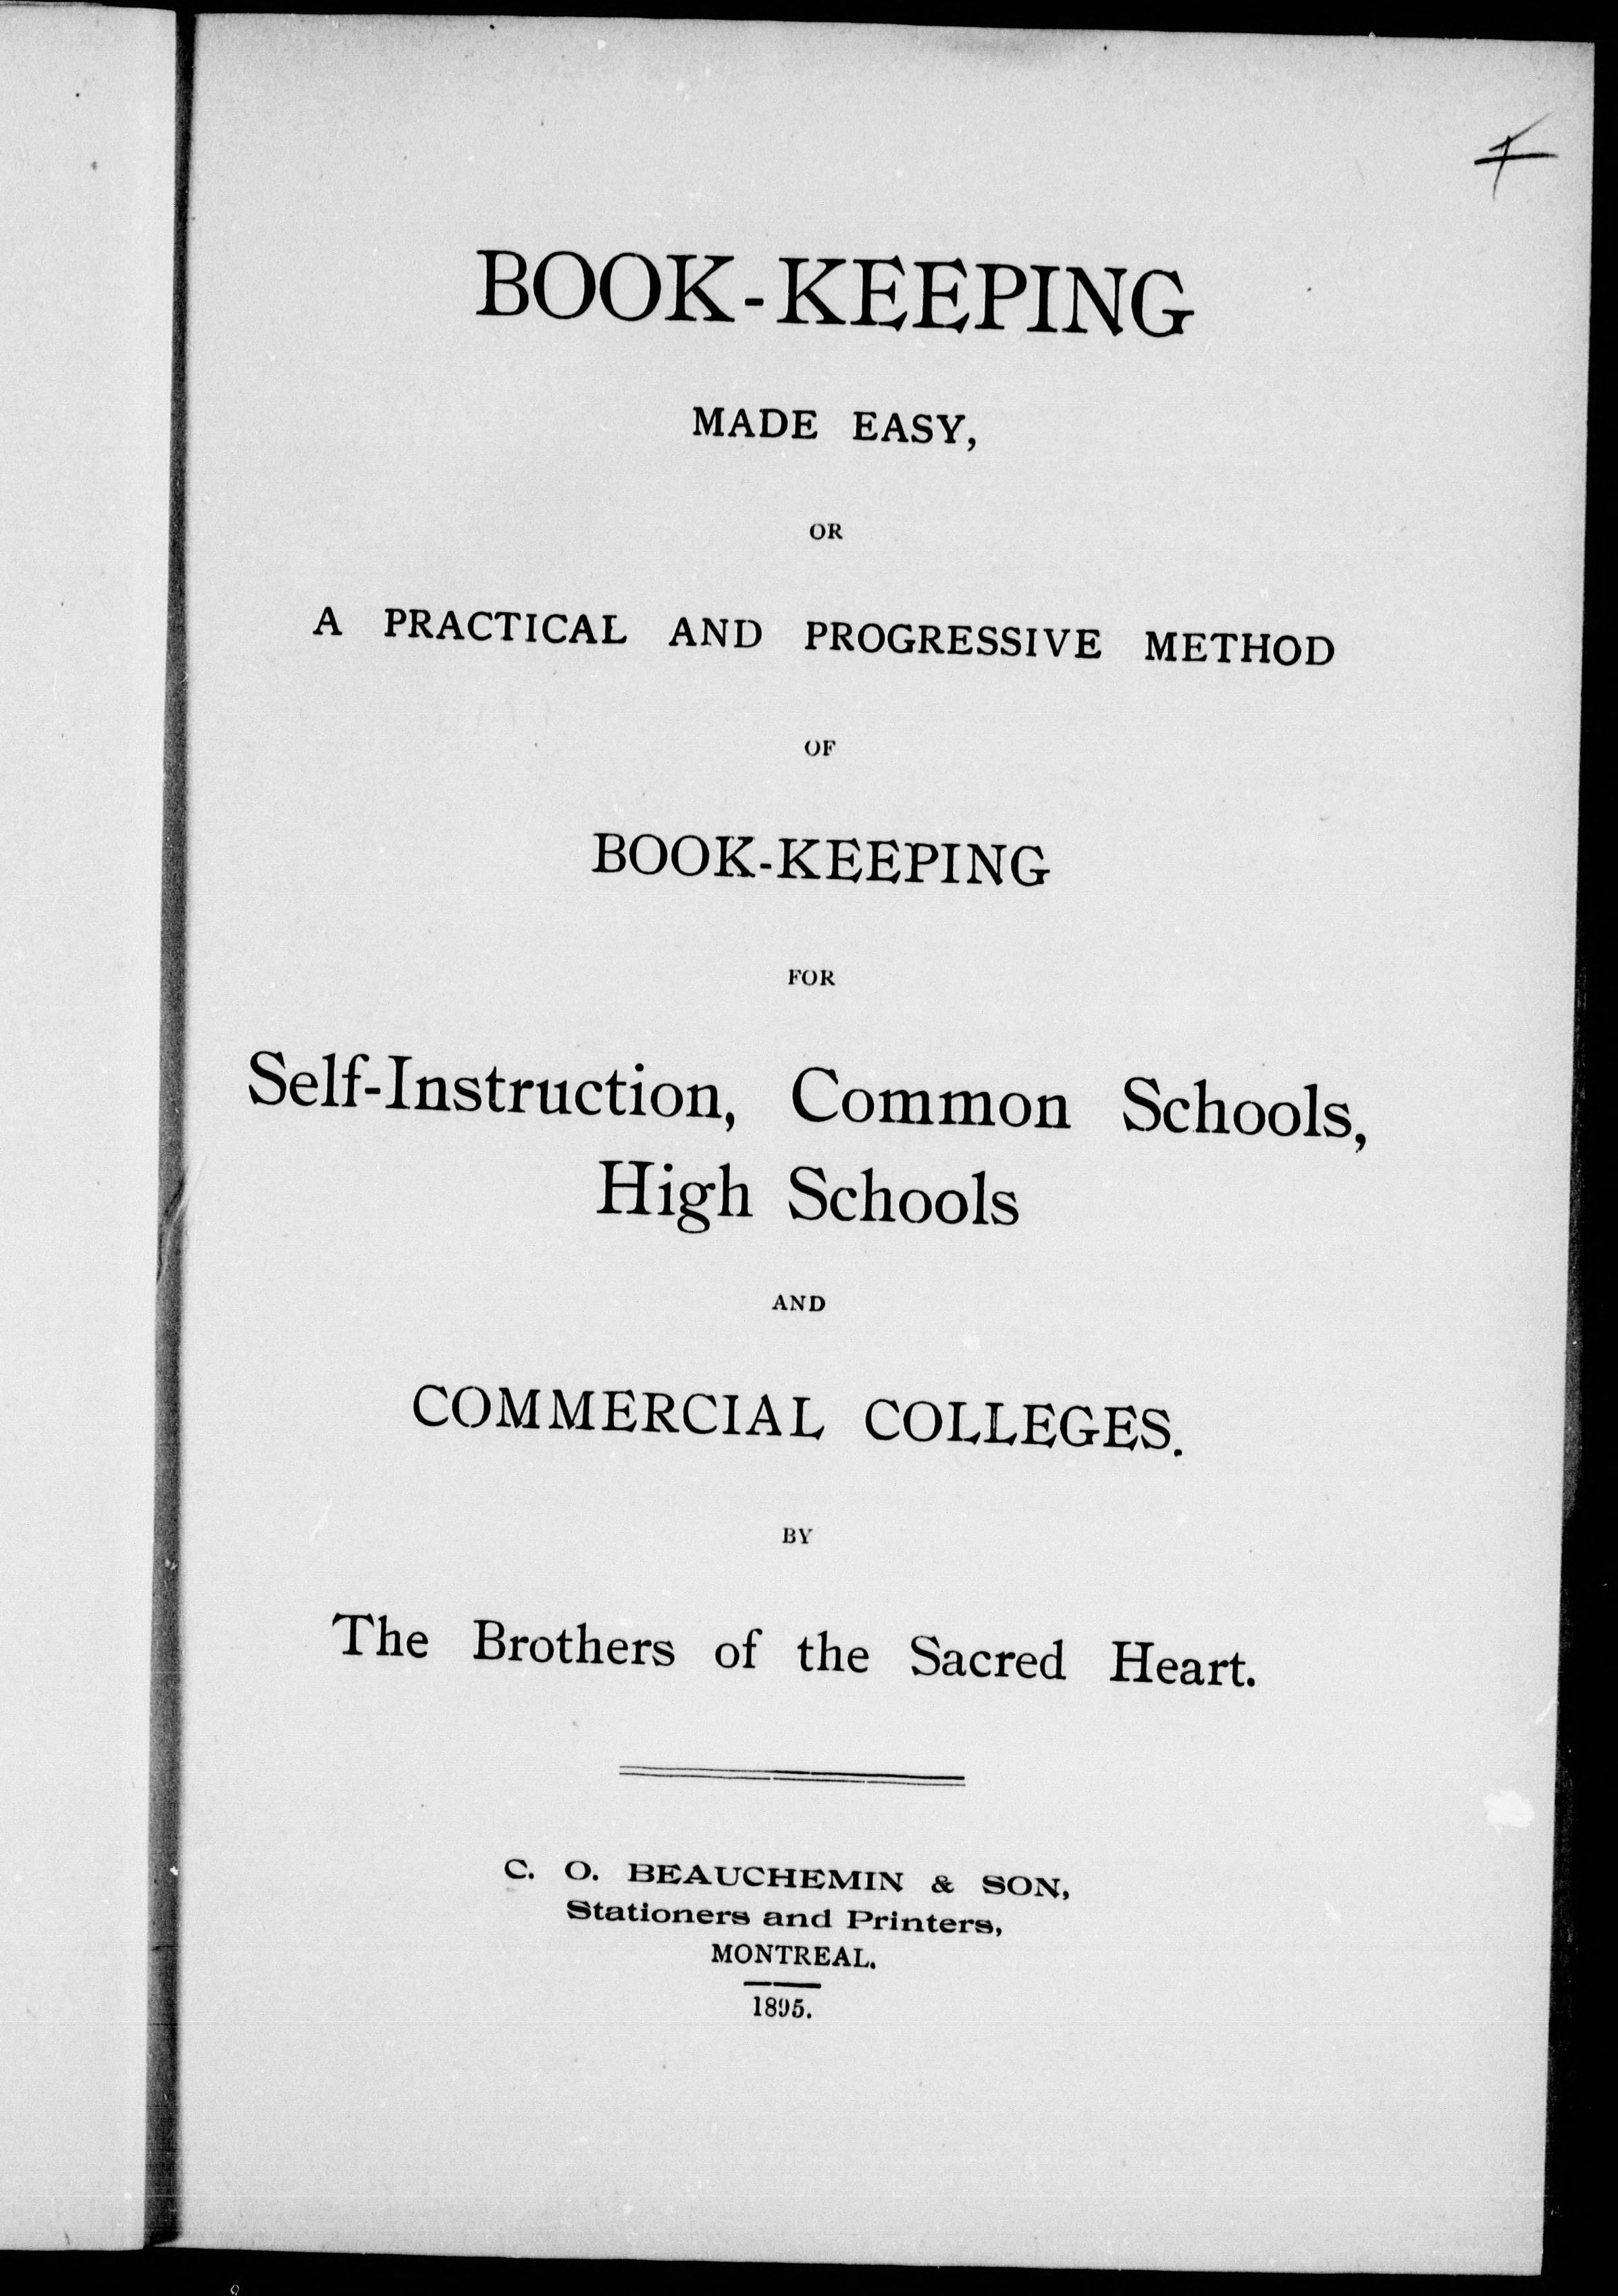 BOOK-KEEPING
MADE EASY,
OR
A PRACTICAL AND PROGRESSIVE METHOD
OF
BOOK-KEEPING
FOR
Self-Instruction, Common Schools,
High Schools
AND
COMMERCIAL COLLEGES.
BY
The Brothers of the Sacred Heart.
C. O. BEAUCHEMIN & SON,
Stationers and Printers,
MONTREAL.
1895.